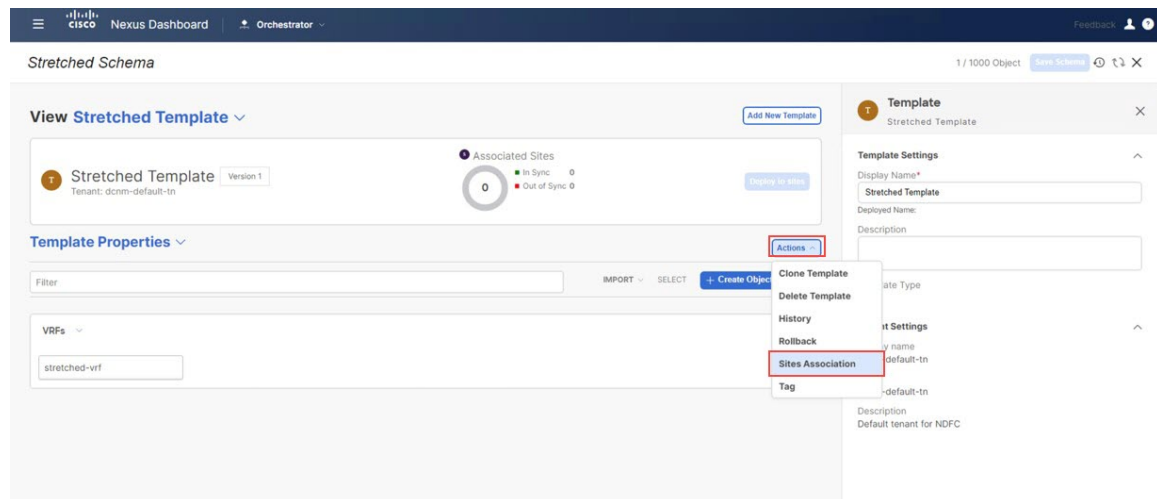 CISCO Nexus Dashboard Orchestrator Feedback
Stretched Schema
1 / 1000 Object Save Schema
View Stretched Template
Add New Template
T
Stretched Template Version 1
Tenant: dcnm-default-tn
Associated Sites
0
In Sync 0
Out of Sync 0
Deploy to sites
Template Properties
Actions
Filter
IMPORT SELECT + Create Objec
Clone Template
Delete Template
History
Rollback
Sites Association
Tag
VRFs
stretched-vrf
T
Template
Stretched Template
Template Settings
Display Name*
Stretched Template
Deployed Name:
Description
ate Type
t Settings
y name
default-tn
-default-tn
Description
Default tenant for NDFC